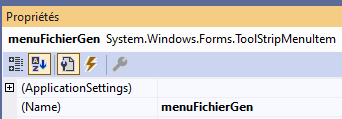 Propriétés
menuFichierGen System.Windows.Forms.ToolStripMenuItem
(ApplicationSettings)
(Name) menuFichierGen